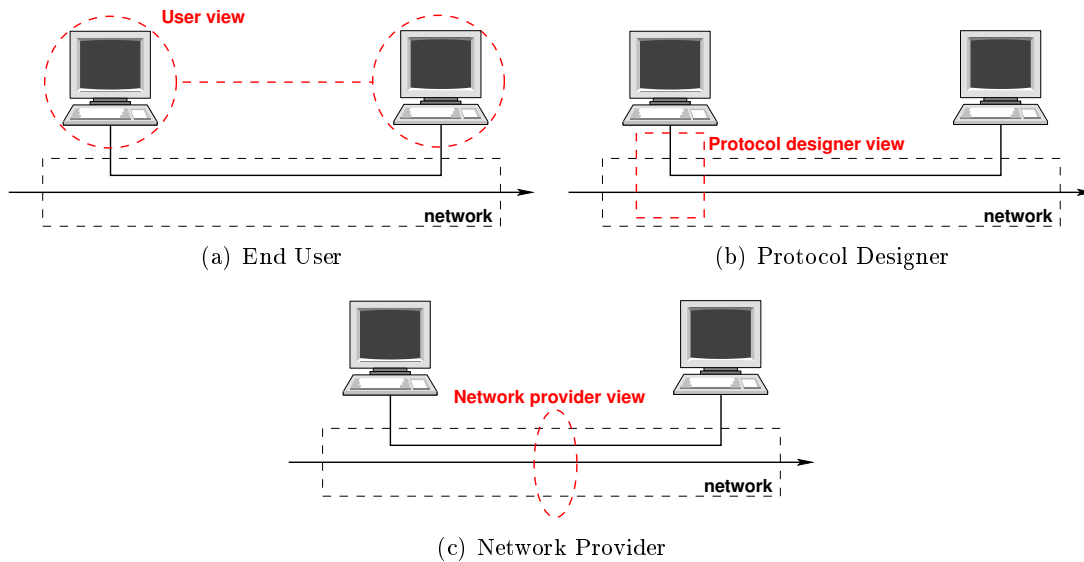 User view
network
(a) End User
Protocol designer view
network
(b) Protocol Designer
Network provider view
network
(c) Network Provider